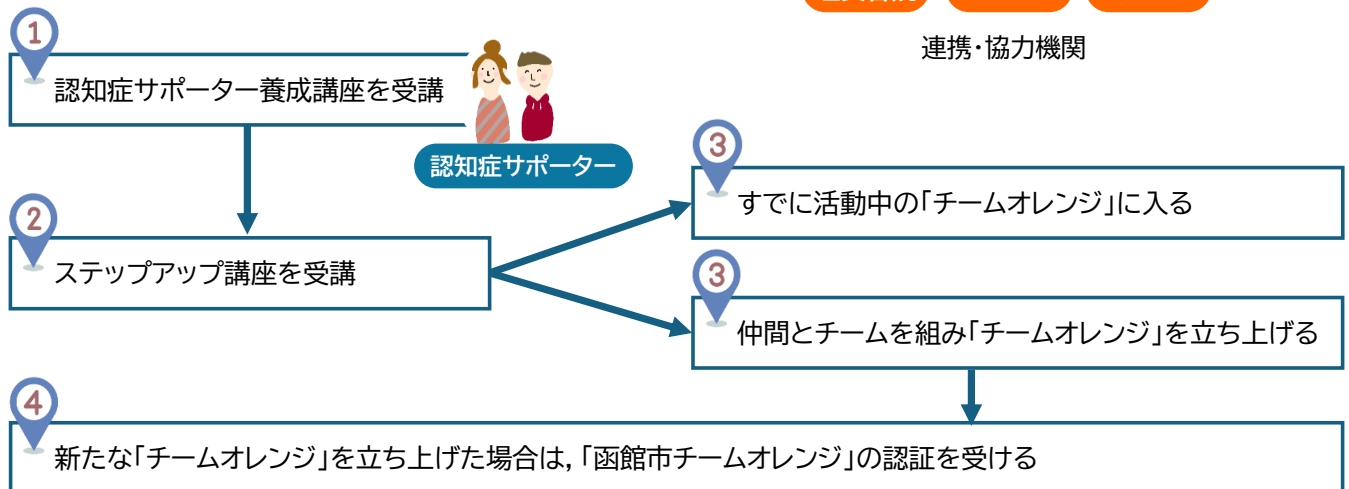 連携・協力機関
1
認知症サポーター養成講座を受講
認知症サポーター
2
ステップアップ講座を受講
3
すでに活動中の「チームオレンジ」に入る
3
仲間とチームを組み「チームオレンジ」を立ち上げる
4
新たな「チームオレンジ」を立ち上げた場合は,「函館市チームオレンジ」の認証を受ける